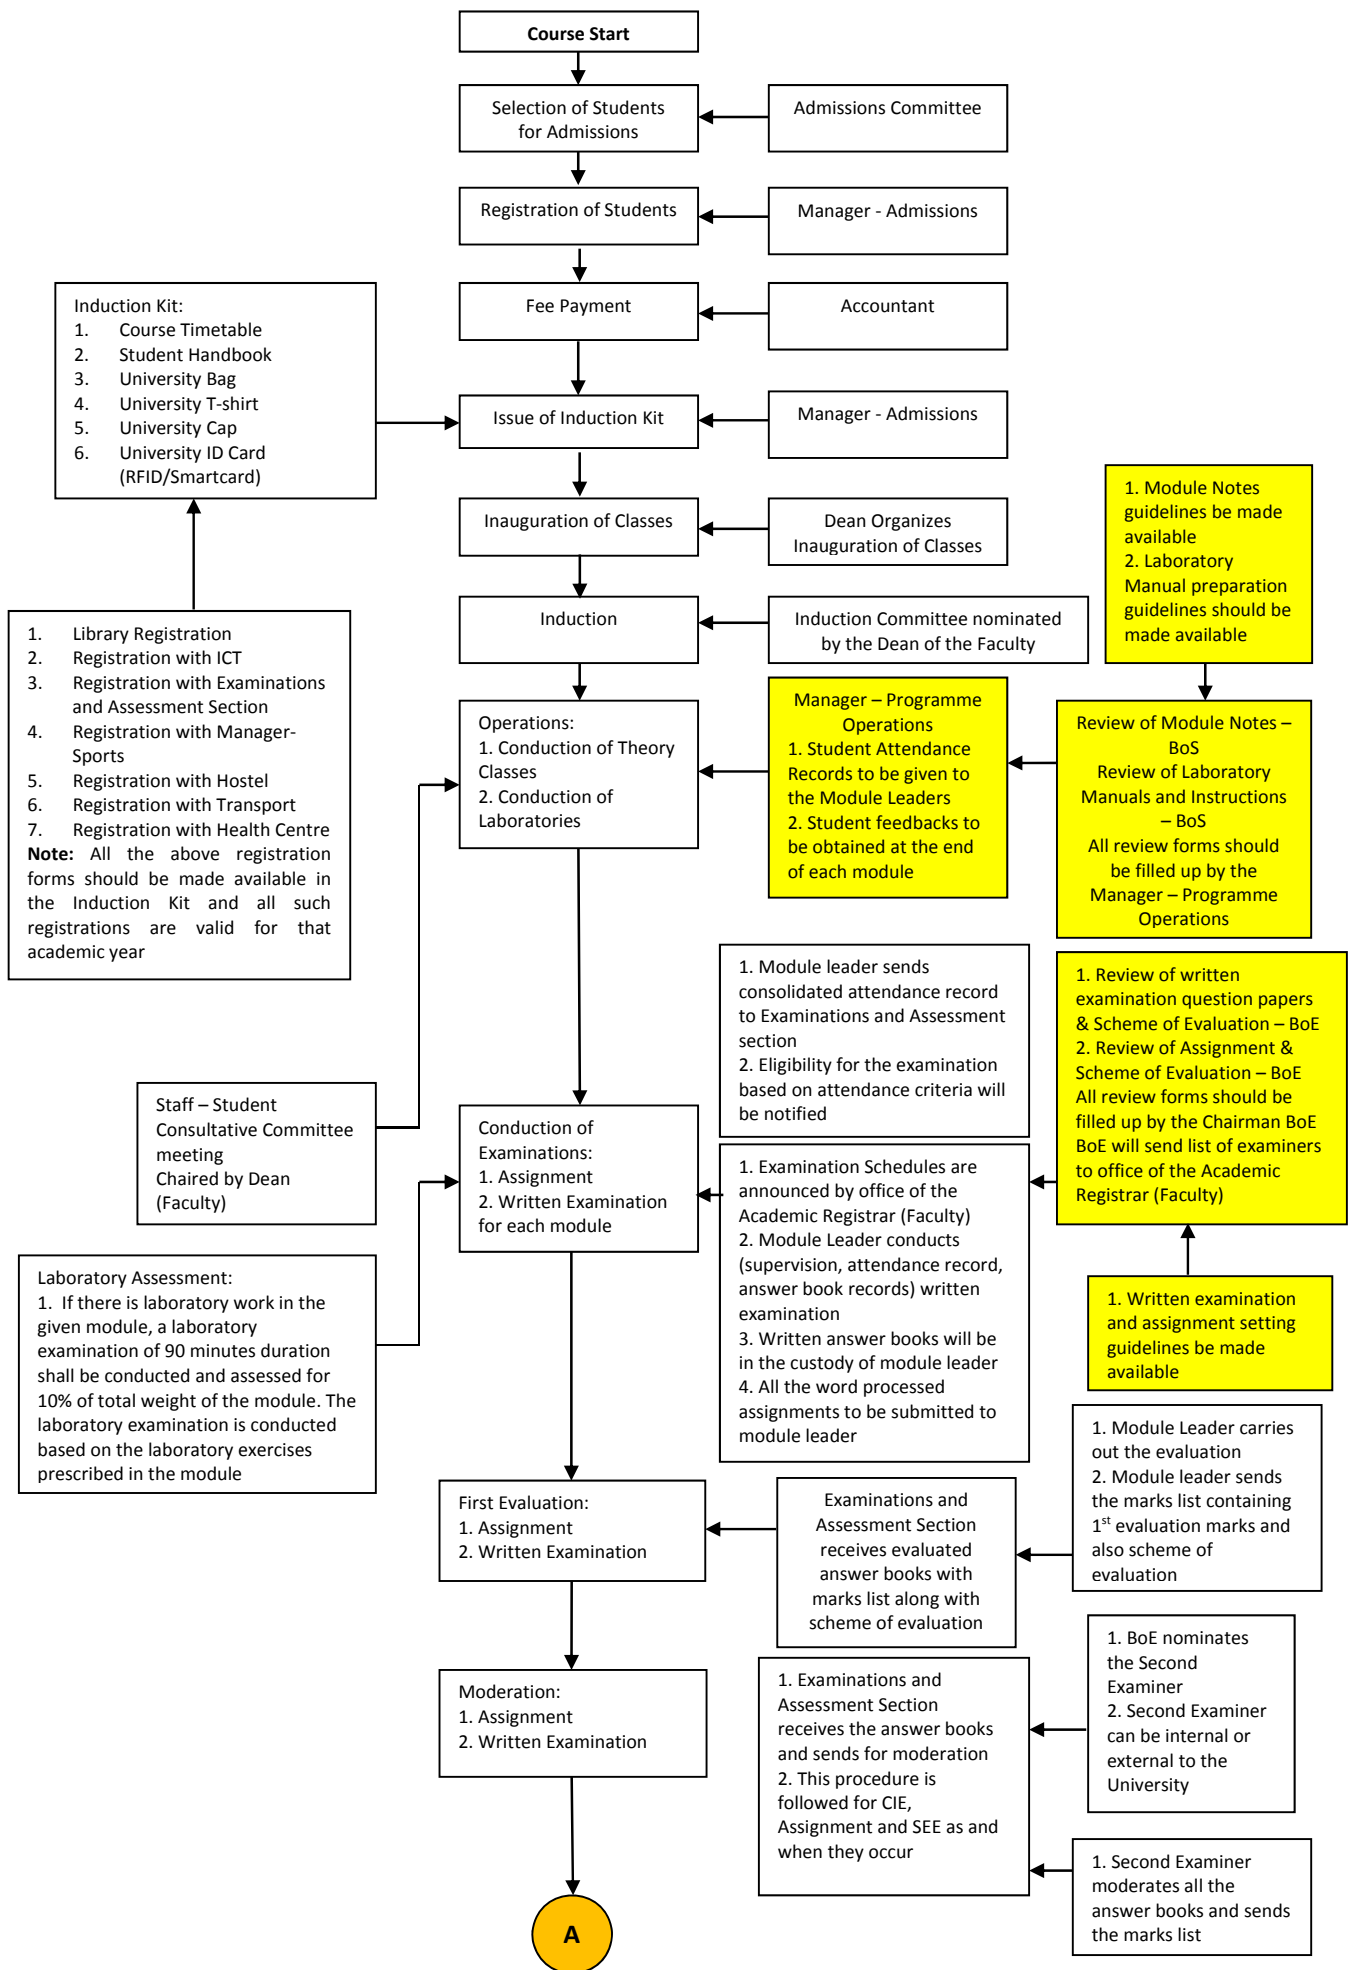 Course Start
Selection of Students
for Admissions
Admissions Committee
Registration of Students
Manager - Admissions
Fee Payment
Accountant
Induction Kit:
1. Course Timetable
2. Student Handbook
3. University Bag
4. University T-shirt
5. University Cap
6. University ID Card
(RFID/Smartcard)
Issue of Induction Kit
Manager - Admissions
Inauguration of Classes
Dean Organizes
Inauguration of Classes
1. Module Notes
guidelines be made
available
2. Laboratory
Manual preparation
guidelines should be
made available
Induction
Induction Committee nominated
by the Dean of the Faculty
1. Library Registration
2. Registration with ICT
3. Registration with Examinations
and Assessment Section
4. Registration with Manager-
Sports
5. Registration with Hostel
6. Registration with Transport
7. Registration with Health Centre
Note: All the above registration
forms should be made available in
the Induction Kit and all such
registrations are valid for that
academic year
Operations:
1. Conduction of Theory
Classes
2. Conduction of
Laboratories
Manager – Programme
Operations
1. Student Attendance
Records to be given to
the Module Leaders
2. Student feedbacks to
be obtained at the end
of each module
Review of Module Notes –
BoS
Review of Laboratory
Manuals and Instructions
– BoS
All review forms should
be filled up by the
Manager – Programme
Operations
1. Module leader sends
consolidated attendance record
to Examinations and Assessment
section
2. Eligibility for the examination
based on attendance criteria will
be notified
1. Review of written
examination question papers
& Scheme of Evaluation – BoE
2. Review of Assignment &
Scheme of Evaluation – BoE
All review forms should be
filled up by the Chairman BoE
BoE will send list of examiners
to office of the Academic
Registrar (Faculty)
Staff – Student
Consultative Committee
meeting
Chaired by Dean
(Faculty)
Conduction of
Examinations:
1. Assignment
2. Written Examination
for each module
1. Examination Schedules are
announced by office of the
Academic Registrar (Faculty)
2. Module Leader conducts
(supervision, attendance record,
answer book records) written
examination
3. Written answer books will be
in the custody of module leader
4. All the word processed
assignments to be submitted to
module leader
Laboratory Assessment:
1. If there is laboratory work in the
given module, a laboratory
examination of 90 minutes duration
shall be conducted and assessed for
10% of total weight of the module. The
laboratory examination is conducted
based on the laboratory exercises
prescribed in the module
1. Written examination
and assignment setting
guidelines be made
available
First Evaluation:
1. Assignment
2. Written Examination
Examinations and
Assessment Section
receives evaluated
answer books with
marks list along with
scheme of evaluation
1. Module Leader carries
out the evaluation
2. Module leader sends
the marks list containing
1st evaluation marks and
also scheme of
evaluation
Moderation:
1. Assignment
2. Written Examination
1. Examinations and
Assessment Section
receives the answer books
and sends for moderation
2. This procedure is
followed for CIE,
Assignment and SEE as and
when they occur
1. BoE nominates
the Second
Examiner
2. Second Examiner
can be internal or
external to the
University
1. Second Examiner
moderates all the
answer books and sends
the marks list
A